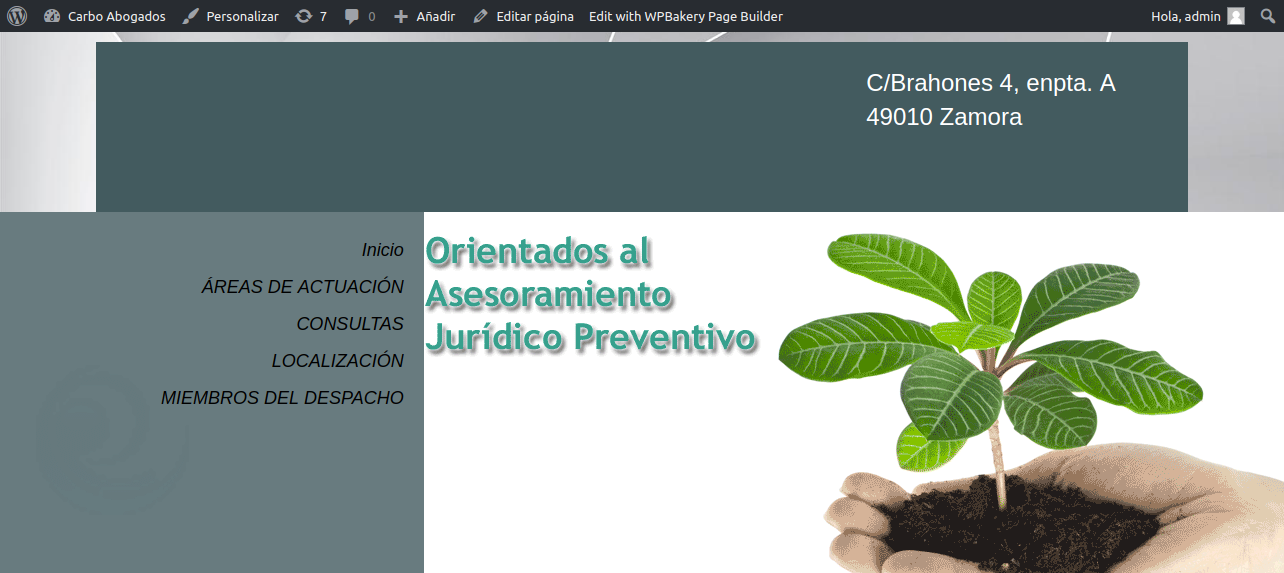 Carbo Abogados Personalizar 7 0 Añadir Editar página Edit with WPBakery Page Builder Hola, admin
C/Brahones 4, enpta. A
49010 Zamora
Inicio
ÁREAS DE ACTUACIÓN
CONSULTAS
LOCALIZACIÓN
MIEMBROS DEL DESPACHO
Orientados al
Asesoramiento
Jurídico Preventivo